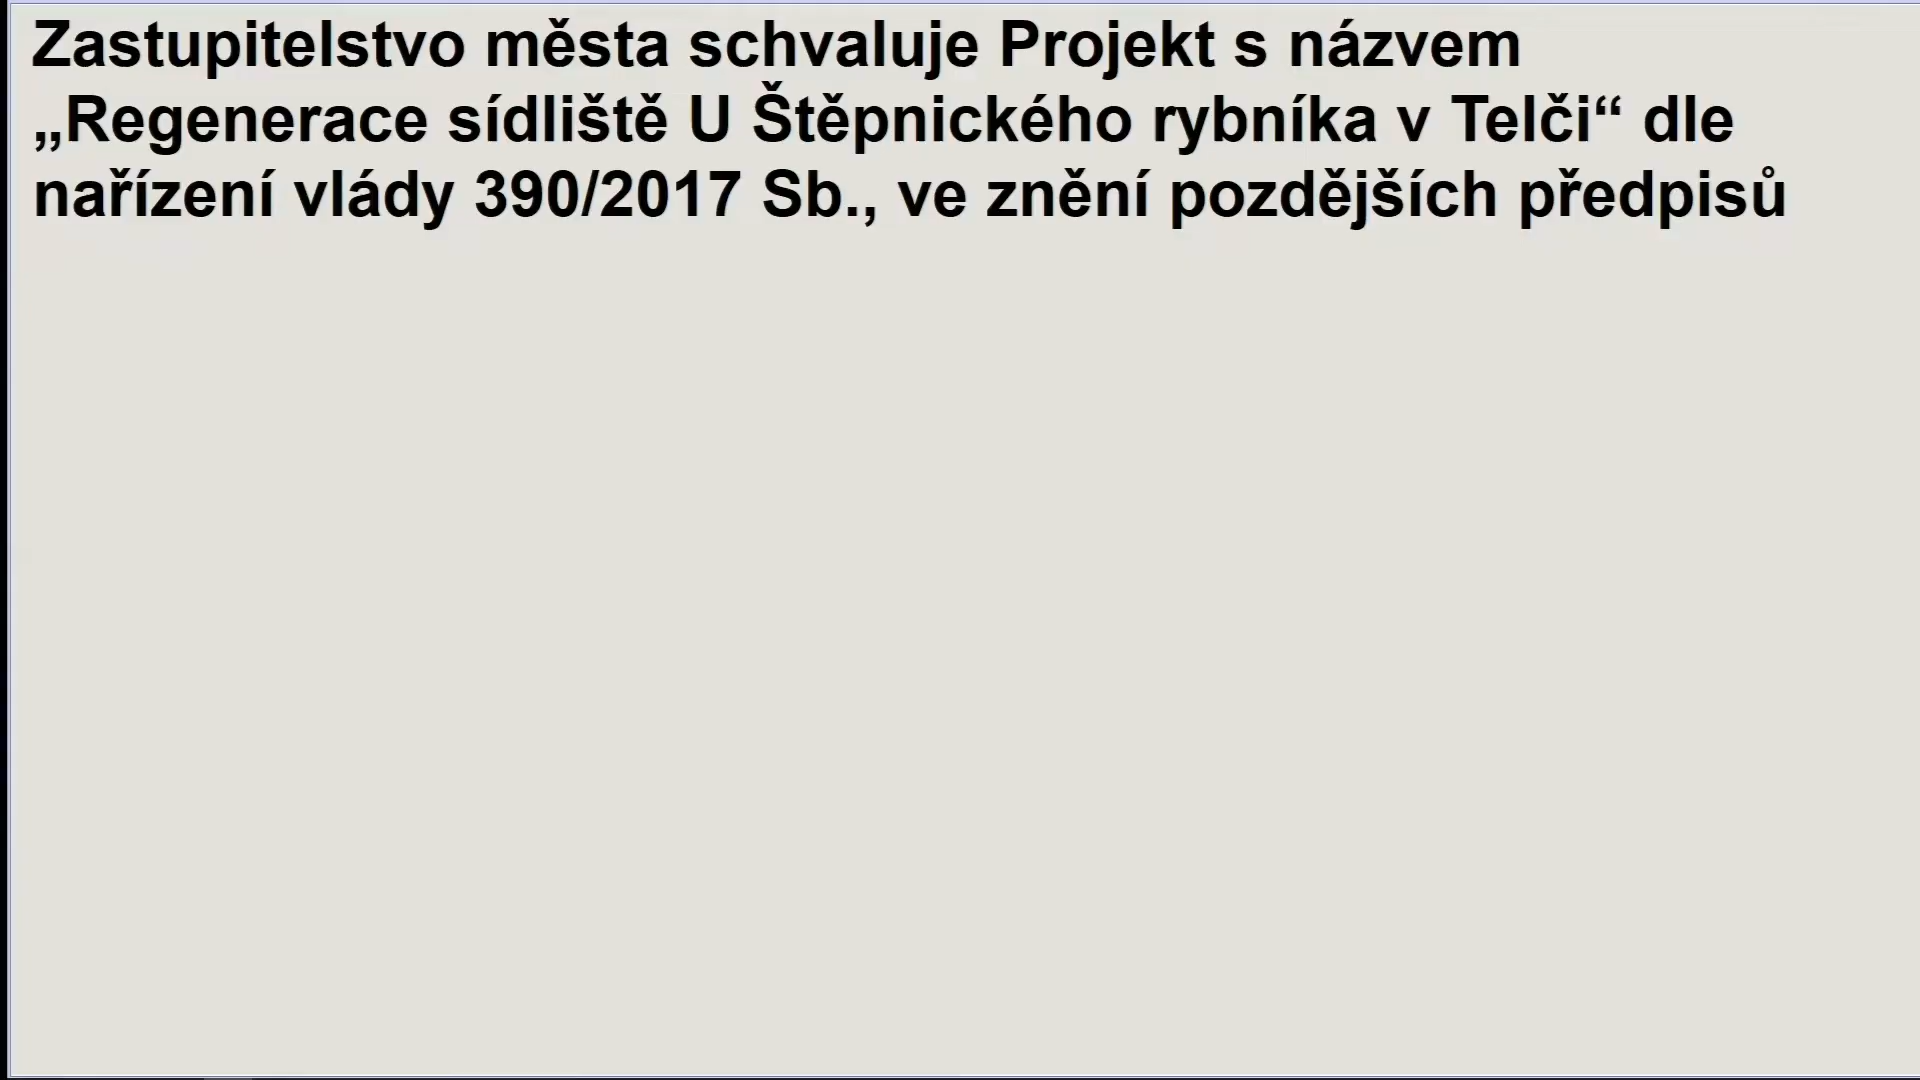 Zastupitelstvo města schvaluje Projekt s názvem
„Regenerace sídliště U Štěpnického rybníka v Telči“ dle
nařízení vlády 390/2017 Sb., ve znění pozdějších předpisů